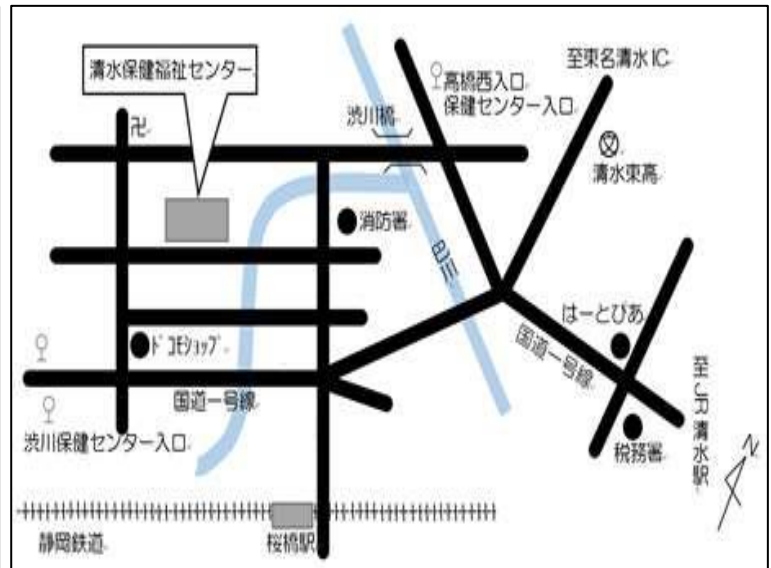 清水保健福祉センター
卍
渋川橋
高橋西入口
保健センター入口
至東名清水IC
清水東高
消防署
巴川
はーとぴあ
ドコモショップ
国道一号線
国道一号線
渋川保健センター入口
税務署
至JR清水駅
N
静岡鉄道
桜橋駅